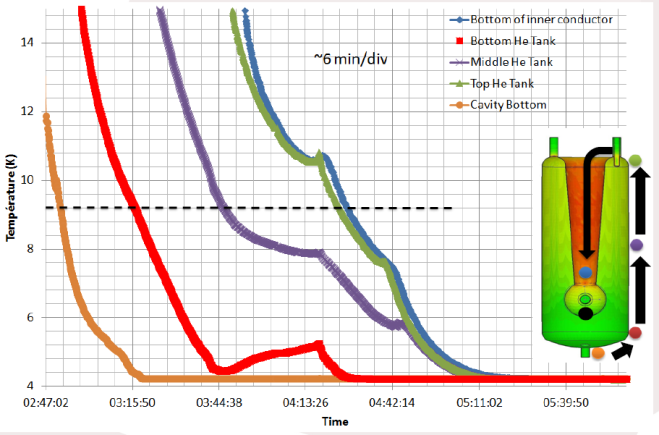 14
12
10
8
6
4
Temperature (K)
02:47:02 03:15:50 03:44:38 04:13:26 04:42:14 05:11:02 05:39:50
Time
~6 min/div
Bottom of inner conductor
Bottom He Tank
Middle He Tank
Top He Tank
Cavity Bottom